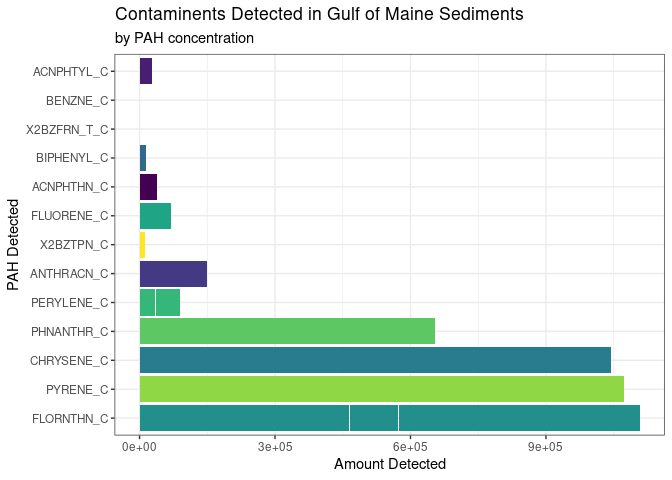 Contaminents Detected in Gulf of Maine Sediments
by PAH concentration
PAH Detected
ACNPHTYL_C
BENZNE_C
X2BZFRN_T_C
BIPHENYL_C
ACNPHTHN_C
FLUORENE_C
X2BZTPN_C
ANTHRACN_C
PERYLENE_C
PHNANTHR_C
CHRYSENE_C
PYRENE_C
FLORNTHN_C
0e+00 3e+05 6e+05 9e+05
Amount Detected